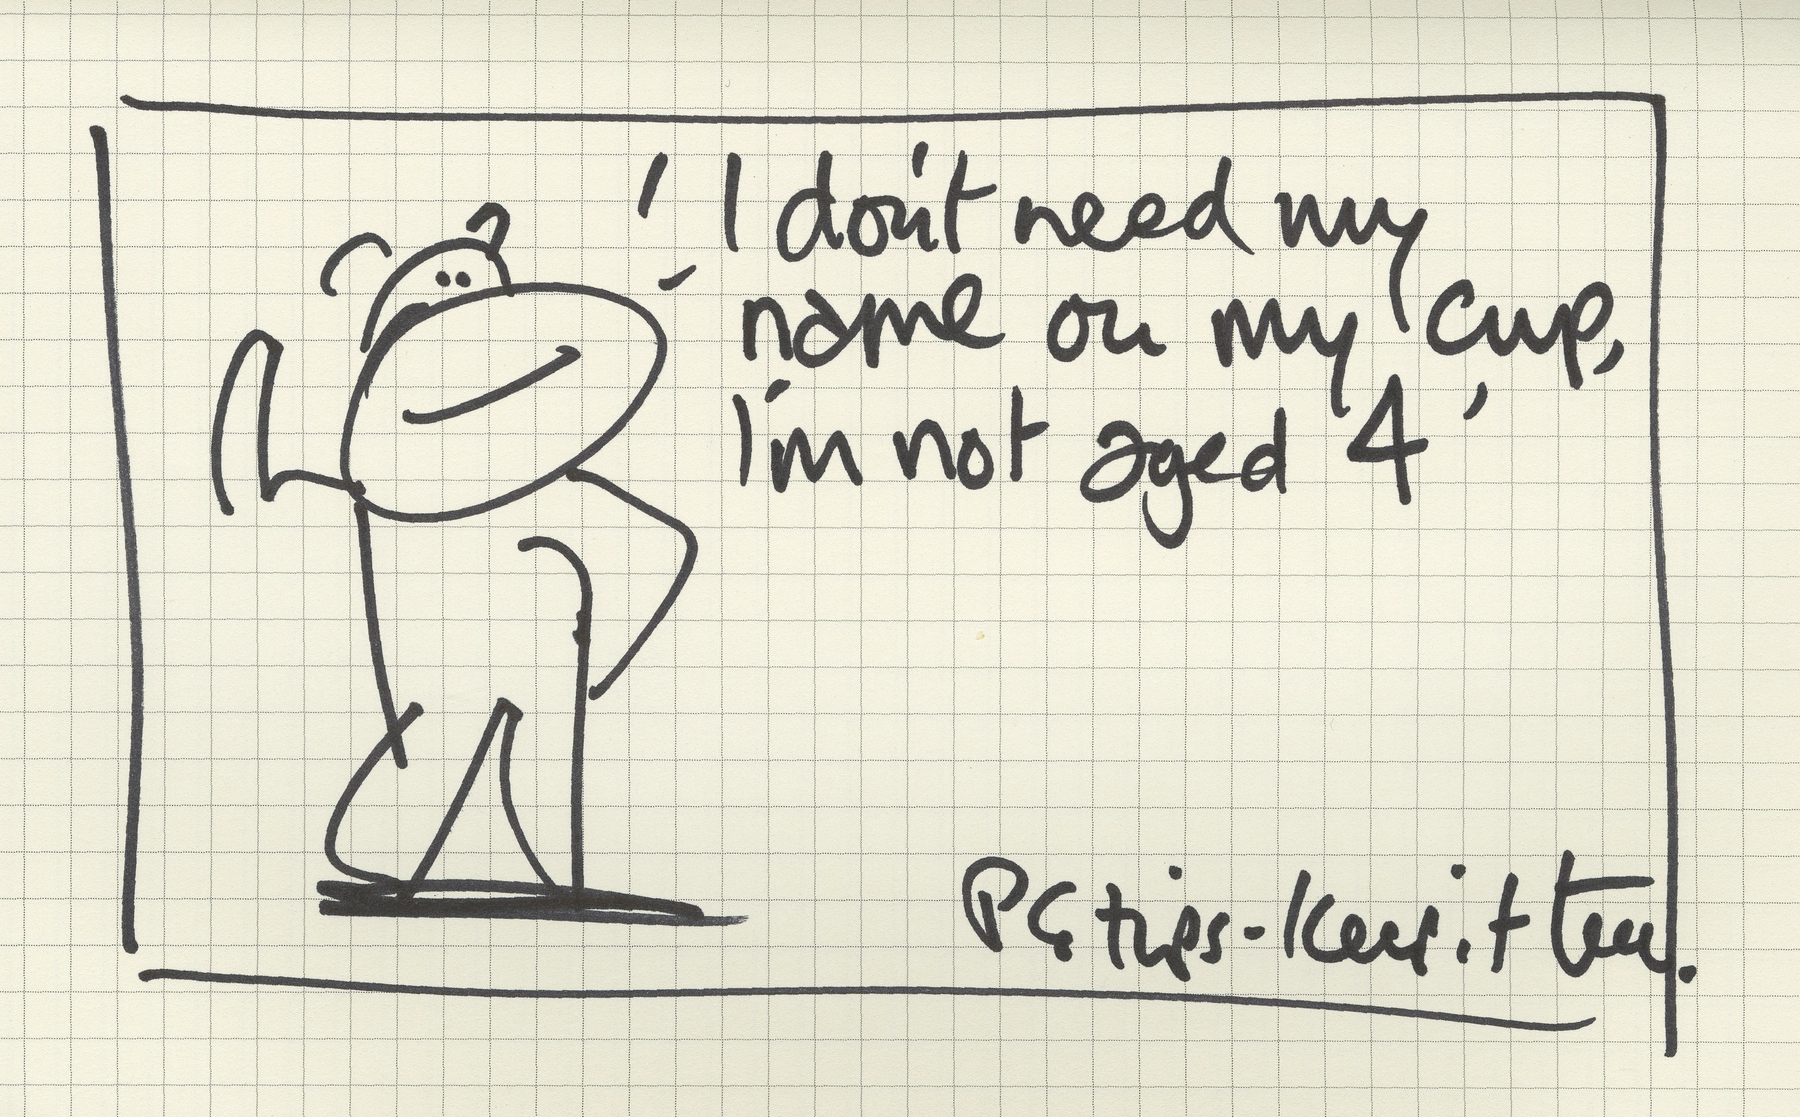 'I don't need my
name on my cup,
I'm not aged 4'
PG tips - Keep it tea.